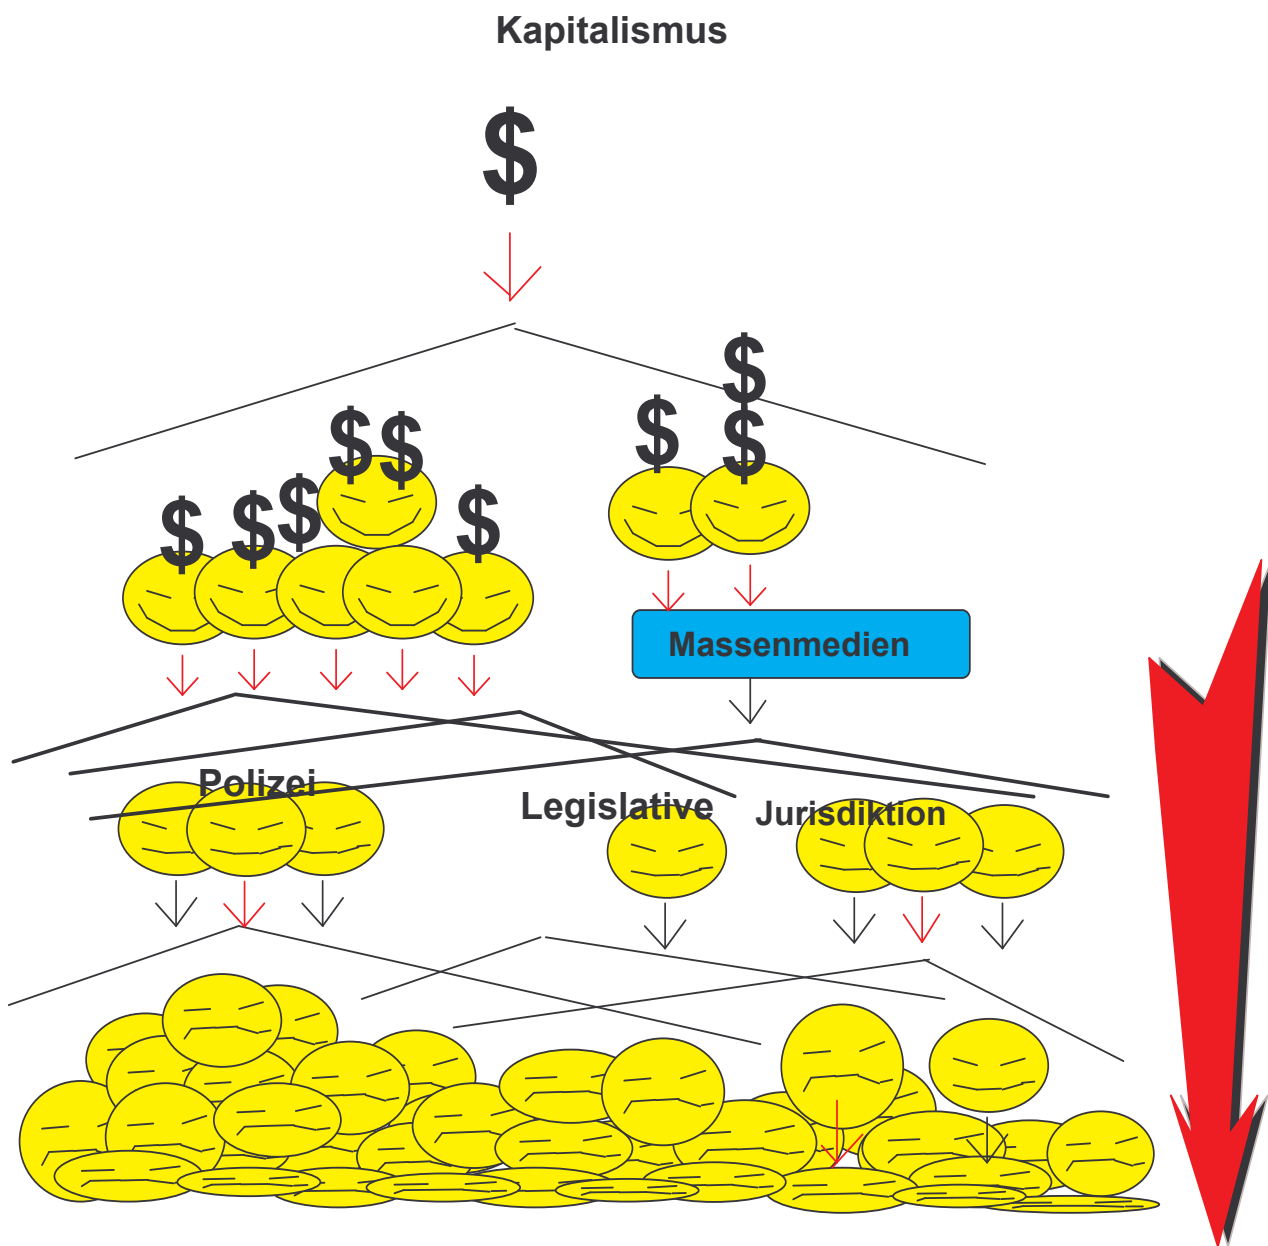 Kapitalismus
$
$
$ $
$
$
$ $ $
$
Massenmedien
Polizei
Legislative
Jurisdiktion